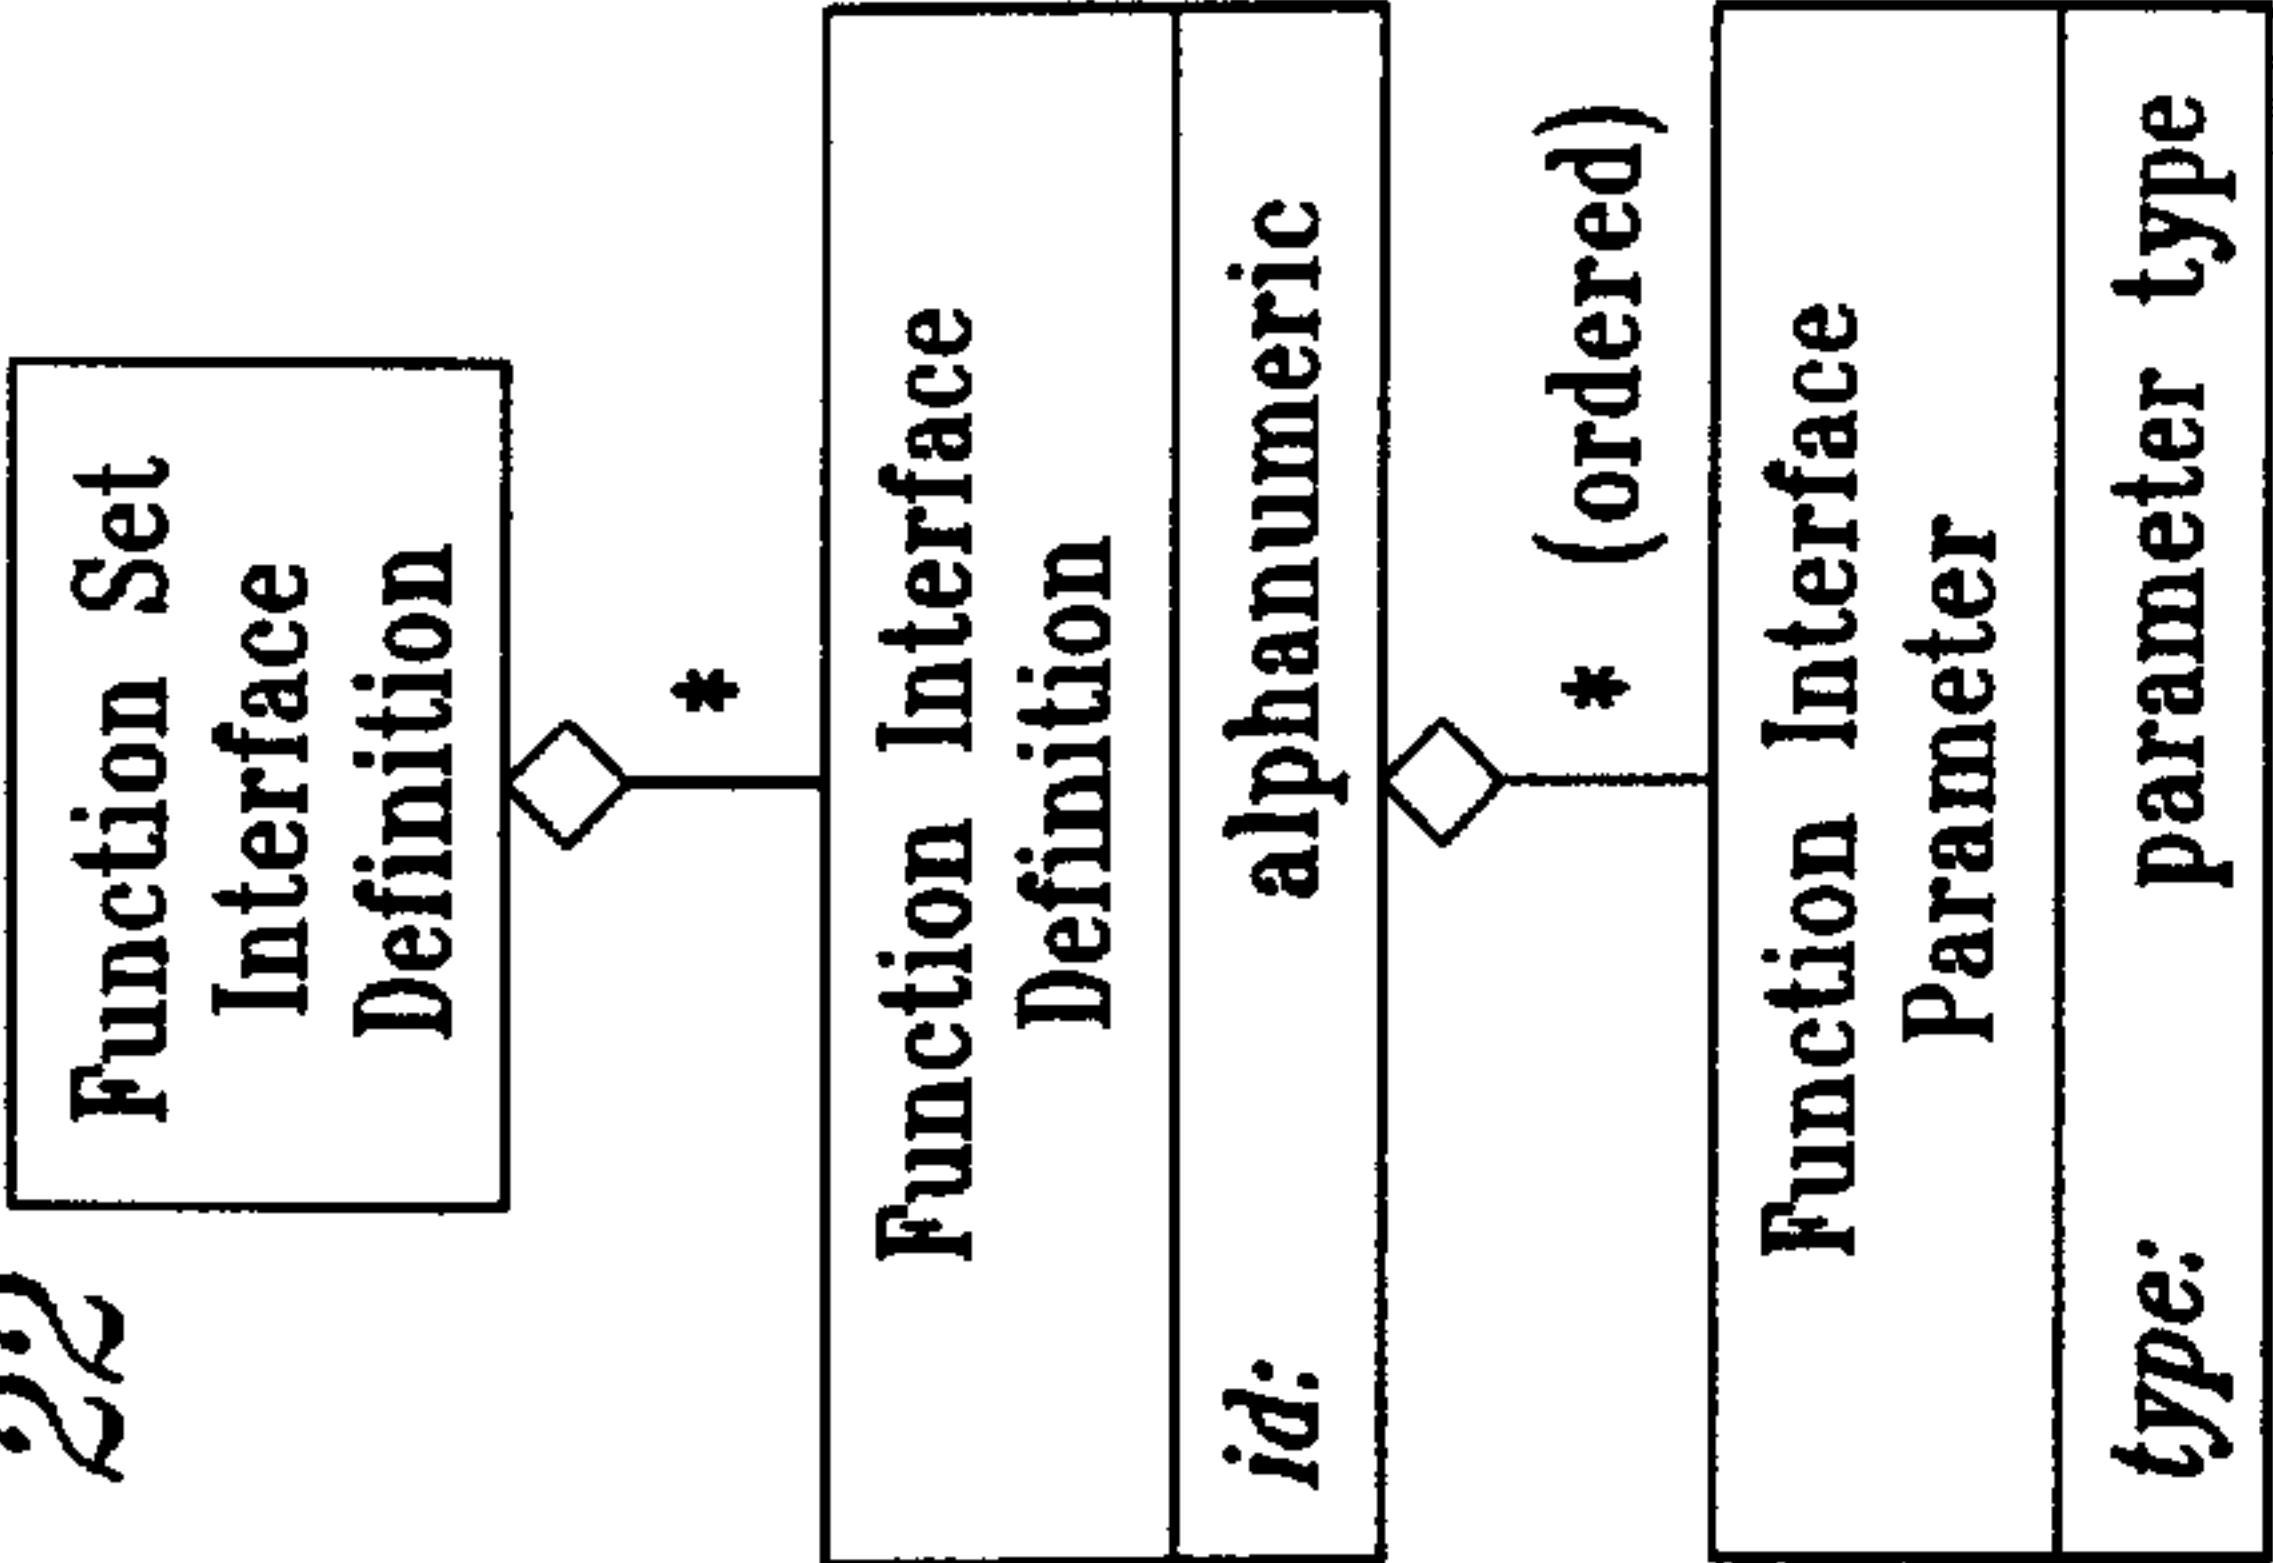 22
Function Set
Interface
Definition
*
Function Interface
Definition
id: alphanumeric
* (ordered)
Function Interface
Parameter
type: parameter type